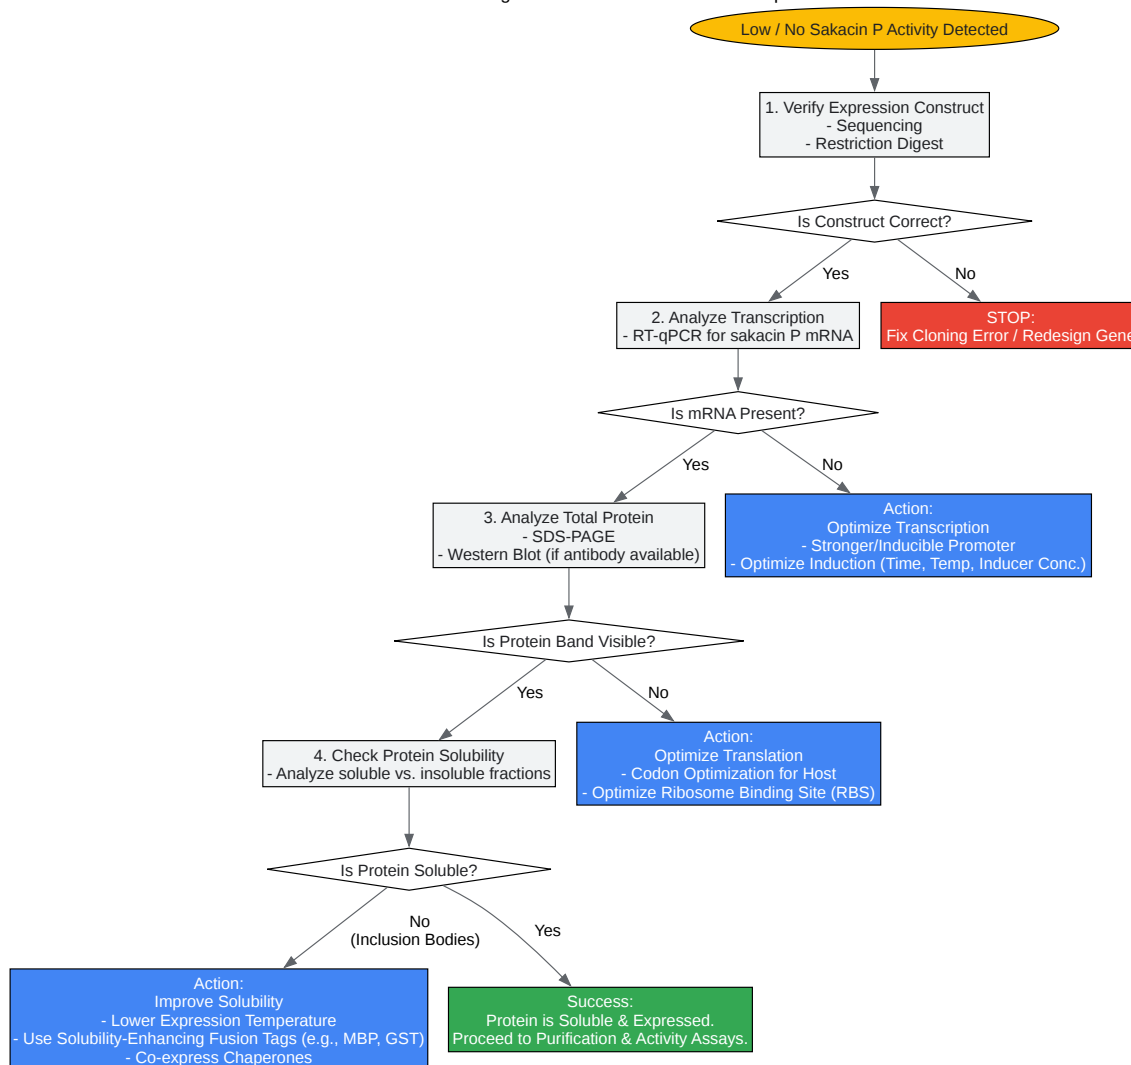 Low / No Sakacin P Activity Detected
1. Verify Expression Construct
- Sequencing
- Restriction Digest
Is Construct Correct?
Yes
No
2. Analyze Transcription
- RT-qPCR for sakacin P mRNA
STOP:
Fix Cloning Error / Redesign Gene
Is mRNA Present?
Yes
No
3. Analyze Total Protein
- SDS-PAGE
- Western Blot (if antibody available)
Action:
Optimize Transcription
- Stronger/Inducible Promoter
- Optimize Induction (Time, Temp, Inducer Conc.)
Is Protein Band Visible?
Yes
No
4. Check Protein Solubility
- Analyze soluble vs. insoluble fractions
Action:
Optimize Translation
- Codon Optimization for Host
- Optimize Ribosome Binding Site (RBS)
Is Protein Soluble?
No
(Inclusion Bodies)
Yes
Action:
Improve Solubility
- Lower Expression Temperature
- Use Solubility-Enhancing Fusion Tags (e.g., MBP, GST)
- Co-express Chaperones
Success:
Protein is Soluble & Expressed.
Proceed to Purification & Activity Assays.